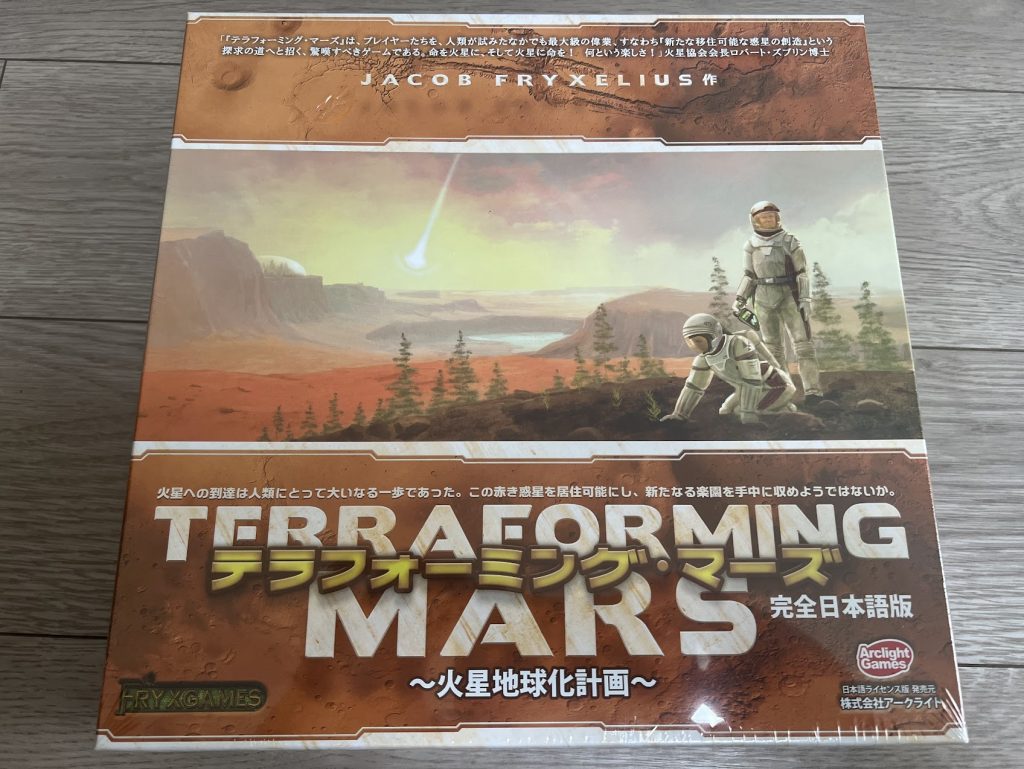 「『テラフォーミング・マーズ』は、プレイヤーたちを、人類が試みたなかでも最大級の偉業、すなわち『新たな移住可能な惑星の創造』という
探求の道へと招く、驚嘆すべきゲームである。命を火星に、そして火星に命を! 何という楽しさ!」火星協会会長ロバート・ズブリン博士
JACOB FRYXELIUS作
火星への到達は人類にとって大いなる一歩であった。この赤き惑星を居住可能にし、新たなる楽園を手中に収めようではないか。
TERRAFORMING
テラフォーミング・マーズ
MARS
完全日本語版
〜火星地球化計画〜
FRYXGAMES
Arclight
Games
日本語ライセンス版 発売元
株式会社アークライト